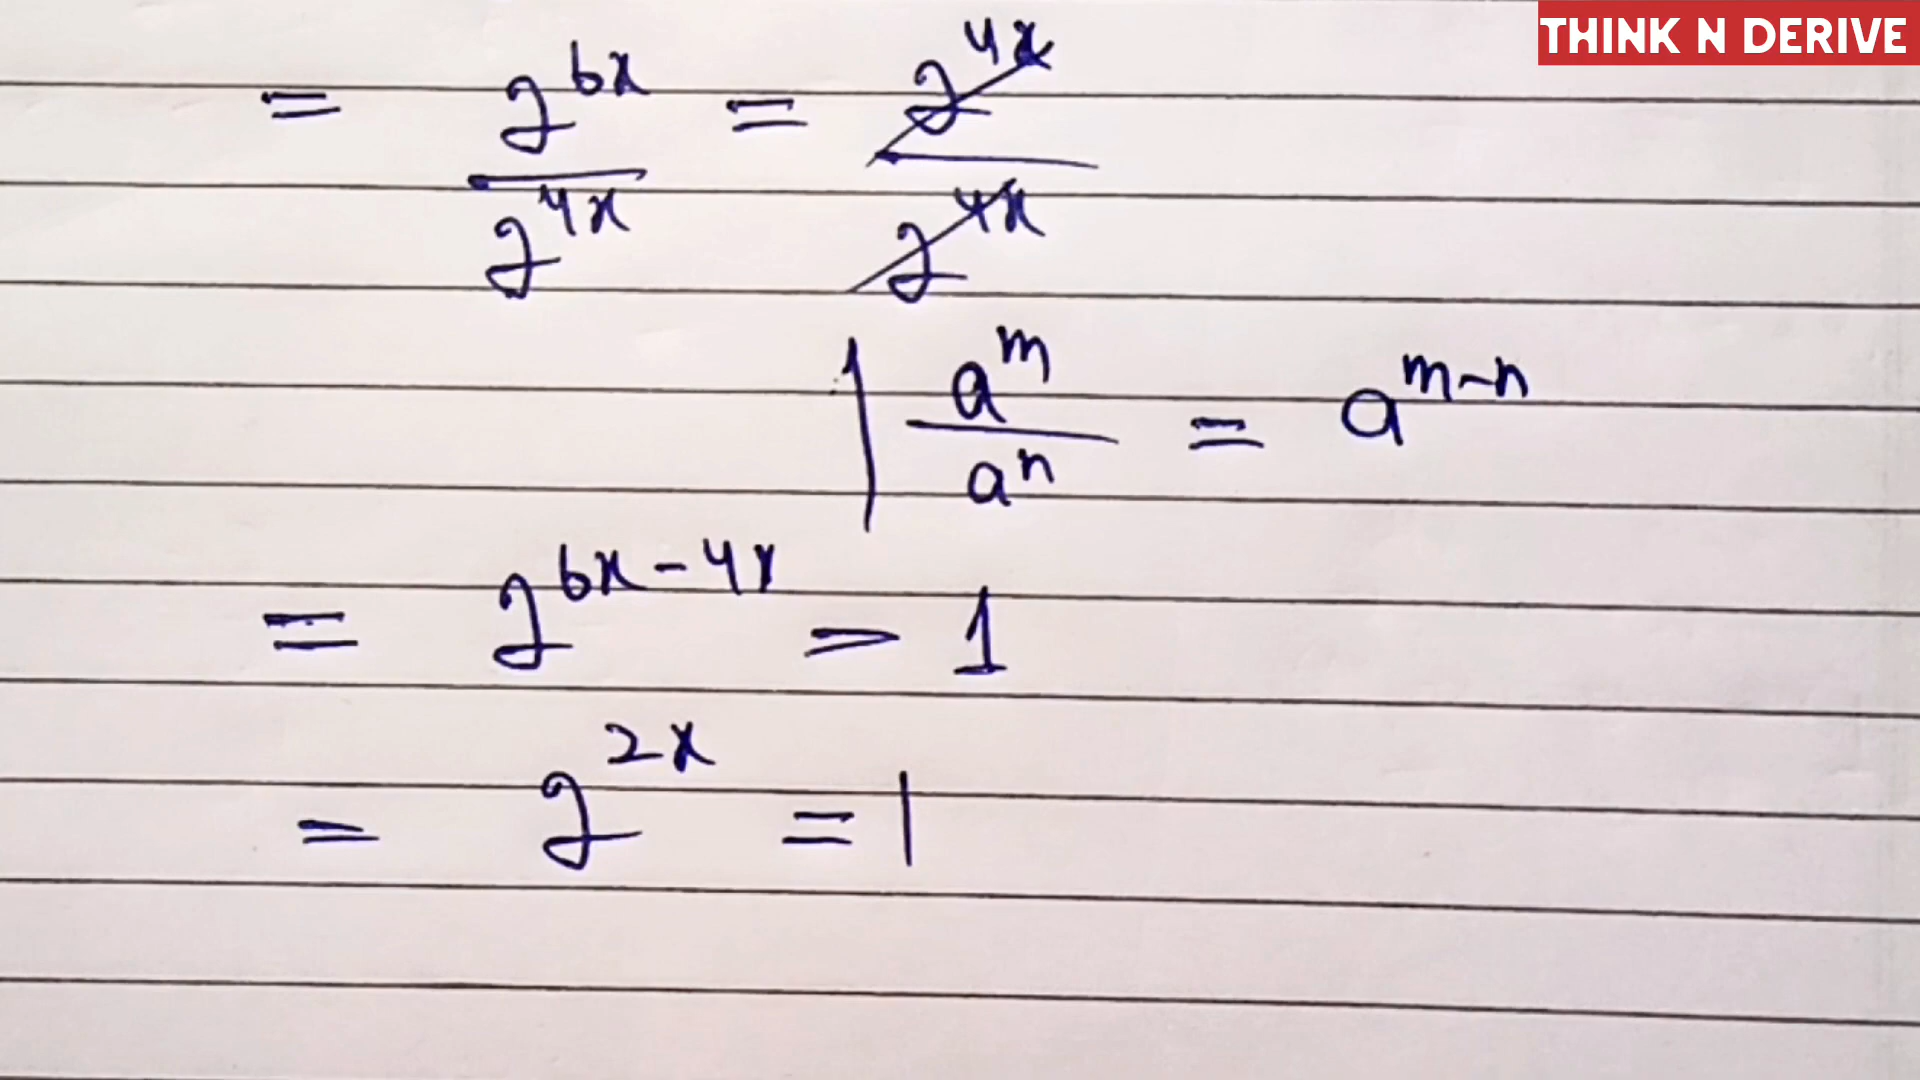 THINK N DERIVE
= 2^{6x} / 2^{4x} = 2^{4x} / 2^{4x}
| a^m / a^n = a^{m-n}
= 2^{6x-4x} = 1
= 2^{2x} = 1